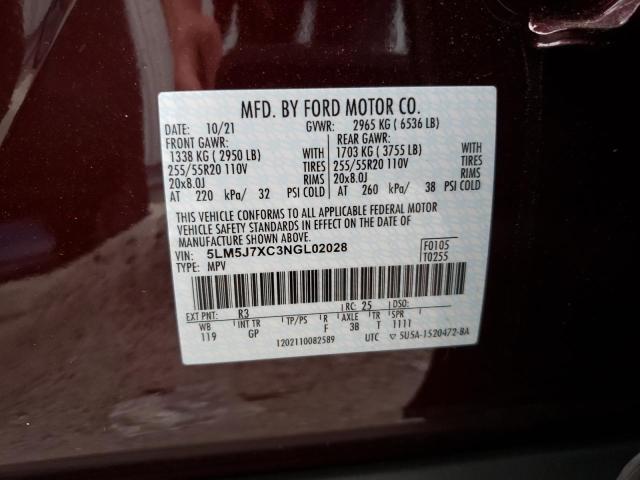 MFD. BY FORD MOTOR CO.
DATE: 10/21 GVWR: 2965 KG ( 6536 LB)
FRONT GAWR: REAR GAWR:
1338 KG ( 2950 LB) WITH 1703 KG ( 3755 LB) WITH
255/55R20 110V TIRES 255/55R20 110V TIRES
20x8.0J RIMS 20x8.0J RIMS
AT 220 kPa/ 32 PSI COLD AT 260 kPa/ 38 PSI COLD
THIS VEHICLE CONFORMS TO ALL APPLICABLE FEDERAL MOTOR
VEHICLE SAFETY STANDARDS IN EFFECT ON THE DATE OF
MANUFACTURE SHOWN ABOVE.
VIN: 5LM5J7XC3NGL02028 F0105
TYPE: MPV T0255
EXT PNT: R3 RC: 25 DSO:
WB INT TR TP/PS R AXLE TR SPR
119 GP F 3B T 1111
1202110082589 UTC ▽ 5U5A-1520472-BA